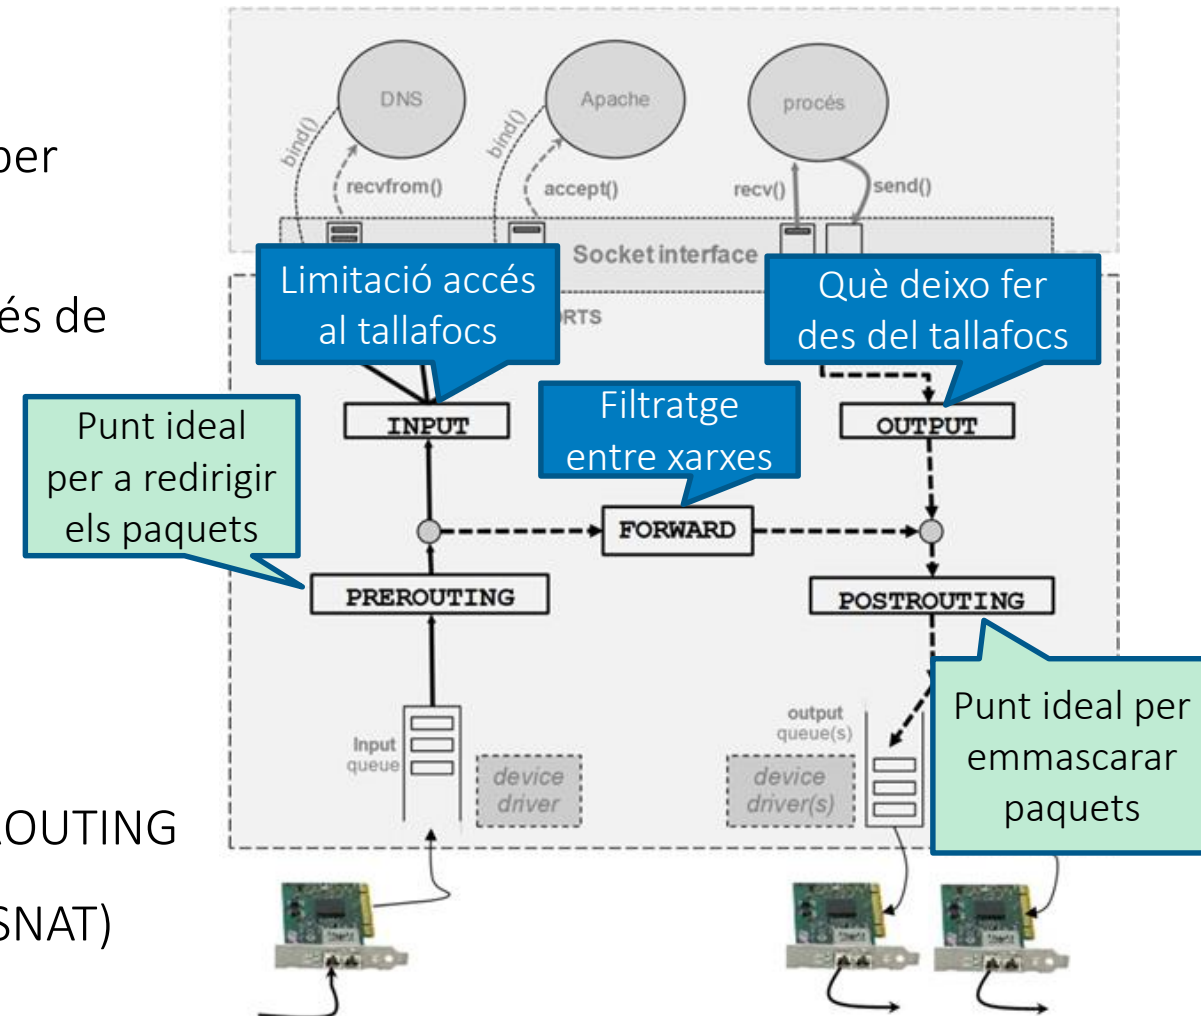 DNS
Apache
procés
bind()
recvfrom()
bind()
accept()
recv()
send()
Socket interface
per
és de
Limitació accés
al tallafocs
RTS
Què deixo fer
des del tallafocs
Punt ideal
per a redirigir
els paquets
INPUT
Filtratge
entre xarxes
OUTPUT
FORWARD
PREROUTING
POSTROUTING
Input
queue
device
driver
output
queue(s)
device
driver(s)
Punt ideal per
emmascarar
paquets
OUTING
SNAT)